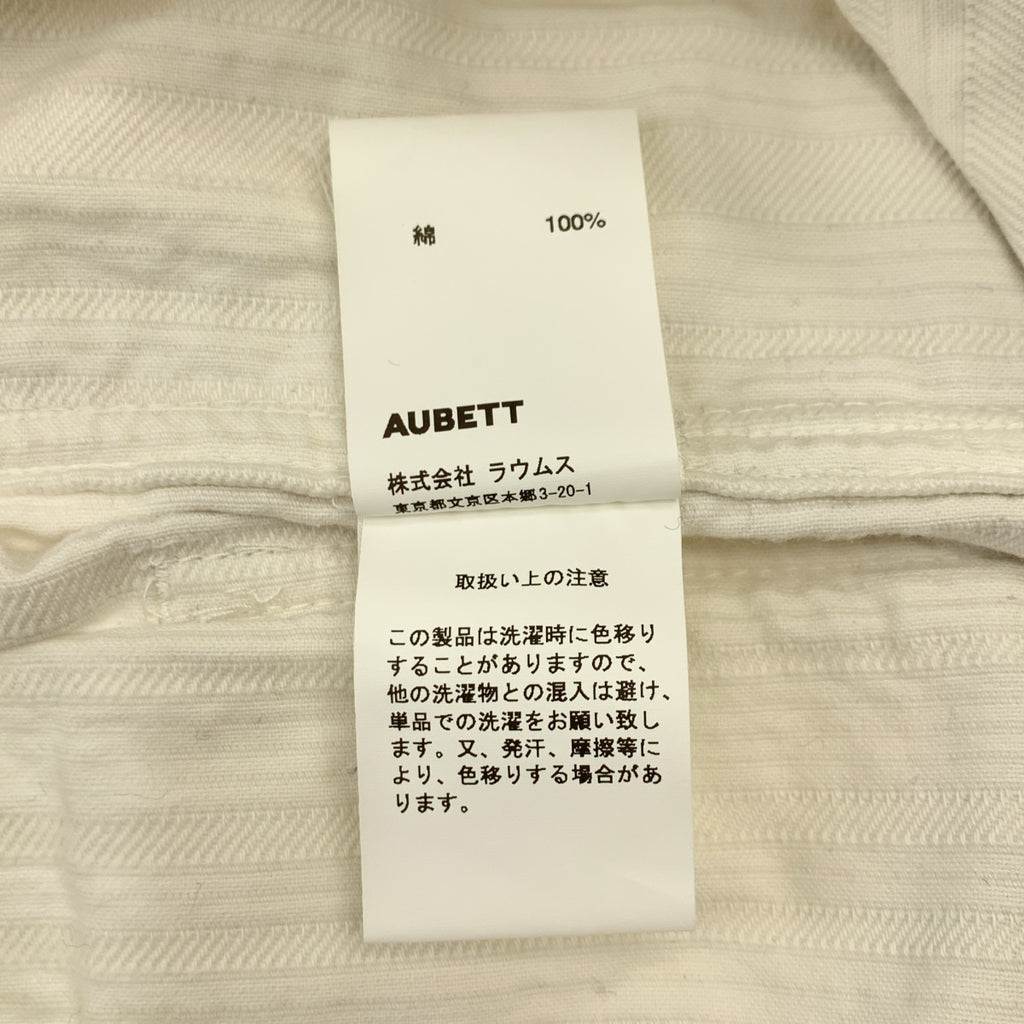 綿 100%
AUBETT
株式会社 ラウムス
東京都文京区本郷3-20-1
取扱い上の注意
この製品は洗濯時に色移り
することがありますので、
他の洗濯物との混入は避け、
単品での洗濯をお願い致し
ます。又、発汗、摩擦等に
より、色移りする場合があ
ります。